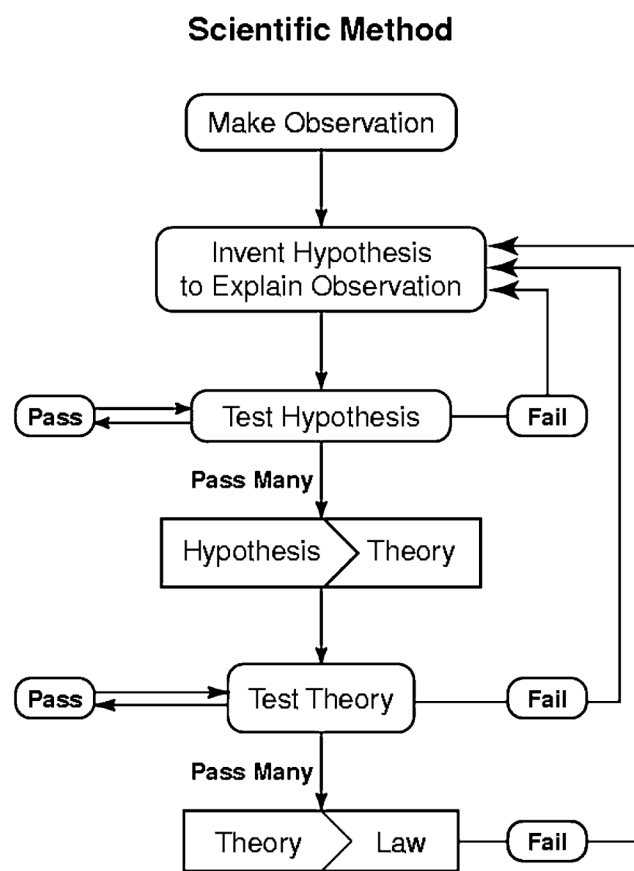 Scientific Method
Make Observation
Invent Hypothesis
to Explain Observation
Pass
Test Hypothesis
Fail
Pass Many
Hypothesis
Theory
Pass
Test Theory
Fail
Pass Many
Theory
Law
Fail